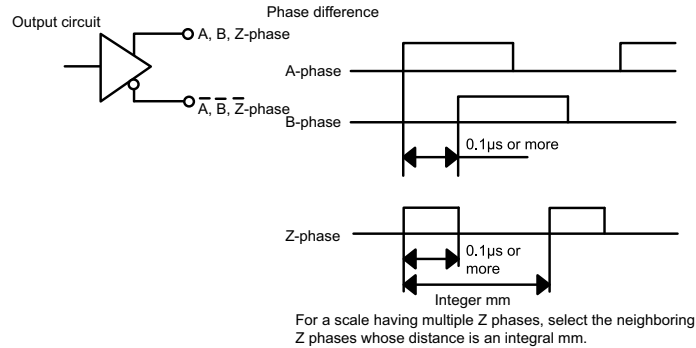 Output circuit
A, B, Z-phase
A̅, B̅, Z̅-phase
Phase difference
A-phase
B-phase
0.1μs or more
Z-phase
0.1μs or
more
Integer mm
For a scale having multiple Z phases, select the neighboring
Z phases whose distance is an integral mm.